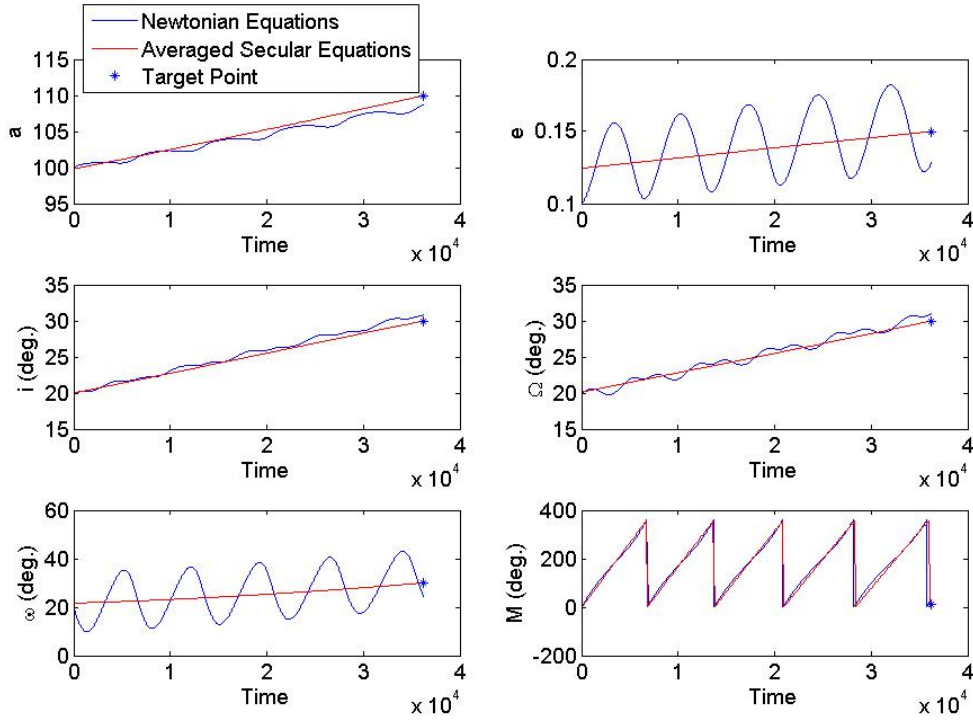 Newtonian Equations
Averaged Secular Equations
Target Point
115
110
105
100
95
a
0 1 2 3 4
Time
x 10^4
0.2
0.15
0.1
e
0 1 2 3 4
Time
x 10^4
35
30
25
20
15
i (deg.)
0 1 2 3 4
Time
x 10^4
35
30
25
20
15
Ω (deg.)
0 1 2 3 4
Time
x 10^4
60
40
20
0
ω (deg.)
0 1 2 3 4
Time
x 10^4
400
200
0
-200
M (deg.)
0 1 2 3 4
Time
x 10^4